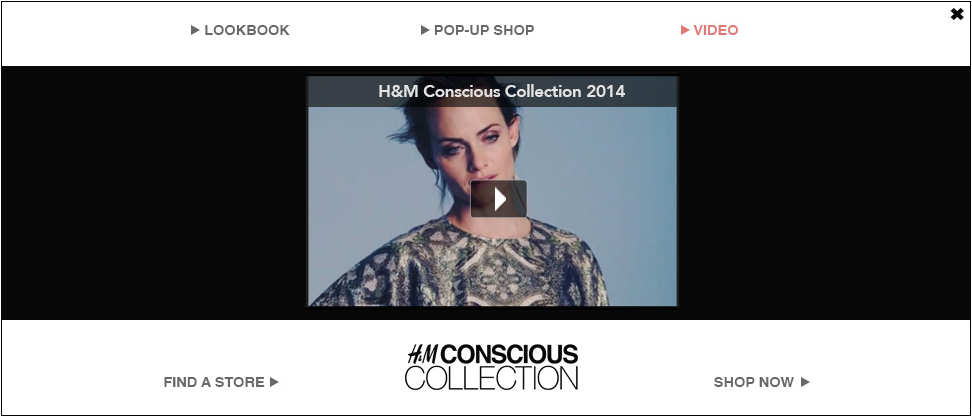 LOOKBOOK
POP-UP SHOP
VIDEO
H&M Conscious Collection 2014
H&M CONSCIOUS
COLLECTION
FIND A STORE
SHOP NOW